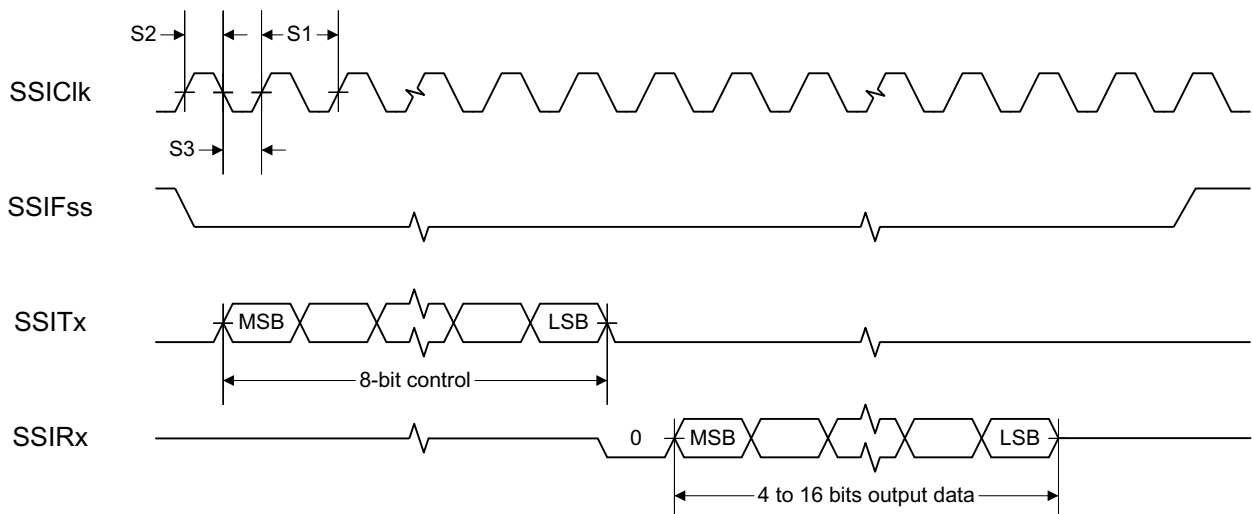 S2
S1
SSIClk
S3
SSIFss
SSITx
MSB
LSB
8-bit control
SSIRx
0
MSB
LSB
4 to 16 bits output data